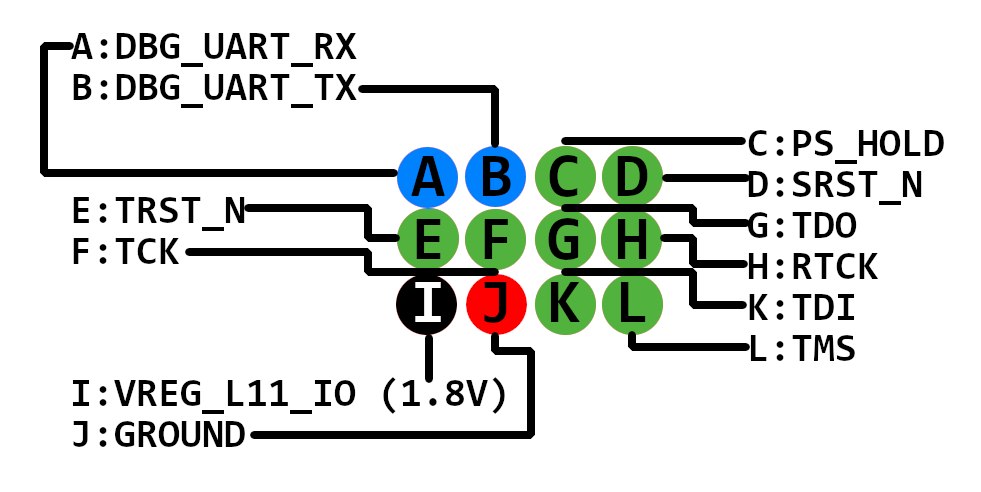 A:DBG_UART_RX
B:DBG_UART_TX
C:PS_HOLD
A B C D
D:SRST_N
E:TRST_N
G:TDO
F:TCK
E F G H
H:RTCK
I J K L
K:TDI
L:TMS
I:VREG_L11_IO (1.8V)
J:GROUND